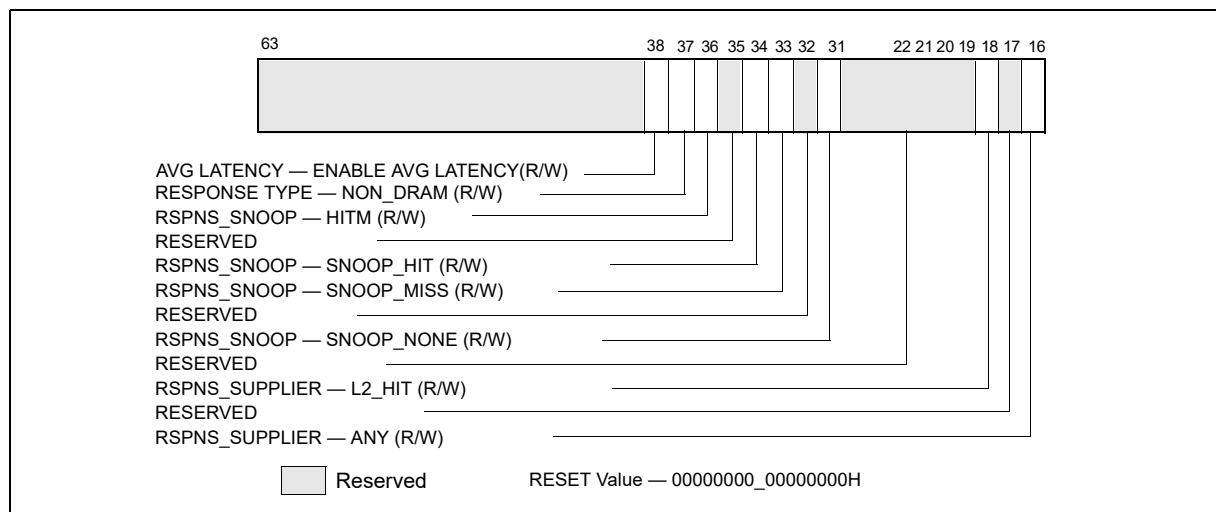 63 38 37 36 35 34 33 32 31 22 21 20 19 18 17 16
AVG LATENCY — ENABLE AVG LATENCY(R/W)
RESPONSE TYPE — NON_DRAM (R/W)
RSPNS_SNOOP — HITM (R/W)
RESERVED
RSPNS_SNOOP — SNOOP_HIT (R/W)
RSPNS_SNOOP — SNOOP_MISS (R/W)
RESERVED
RSPNS_SNOOP — SNOOP_NONE (R/W)
RESERVED
RSPNS_SUPPLIER — L2_HIT (R/W)
RESERVED
RSPNS_SUPPLIER — ANY (R/W)
Reserved RESET Value — 00000000_00000000H